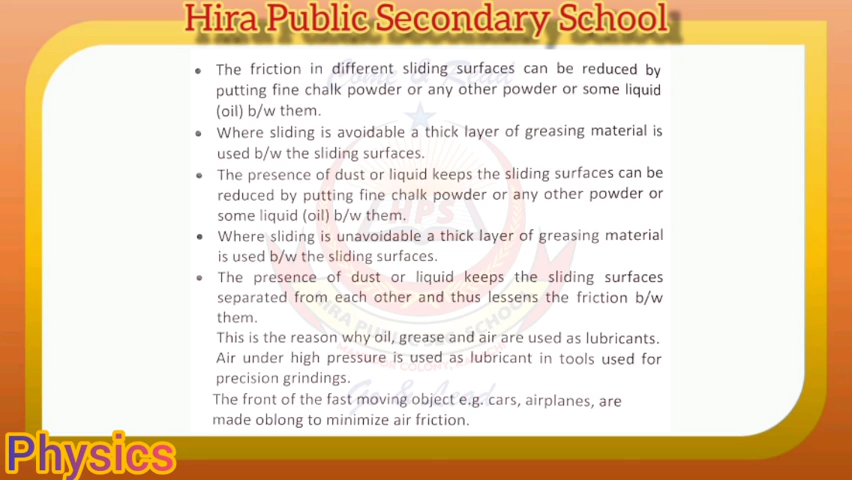 Hira Public Secondary School
• The friction in different sliding surfaces can be reduced by
putting fine chalk powder or any other powder or some liquid
(oil) b/w them.
• Where sliding is avoidable a thick layer of greasing material is
used b/w the sliding surfaces.
• The presence of dust or liquid keeps the sliding surfaces can be
reduced by putting fine chalk powder or any other powder or
some liquid (oil) b/w them.
• Where sliding is unavoidable a thick layer of greasing material
is used b/w the sliding surfaces.
• The presence of dust or liquid keeps the sliding surfaces
separated from each other and thus lessens the friction b/w
them.
This is the reason why oil, grease and air are used as lubricants.
Air under high pressure is used as lubricant in tools used for
precision grindings.
The front of the fast moving object e.g. cars, airplanes, are
made oblong to minimize air friction.
Physics
Come & Read
HPS
HIRA PUBLIC SEC. SCHOOL